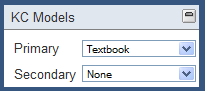 KC Models
Primary Textbook
Secondary None